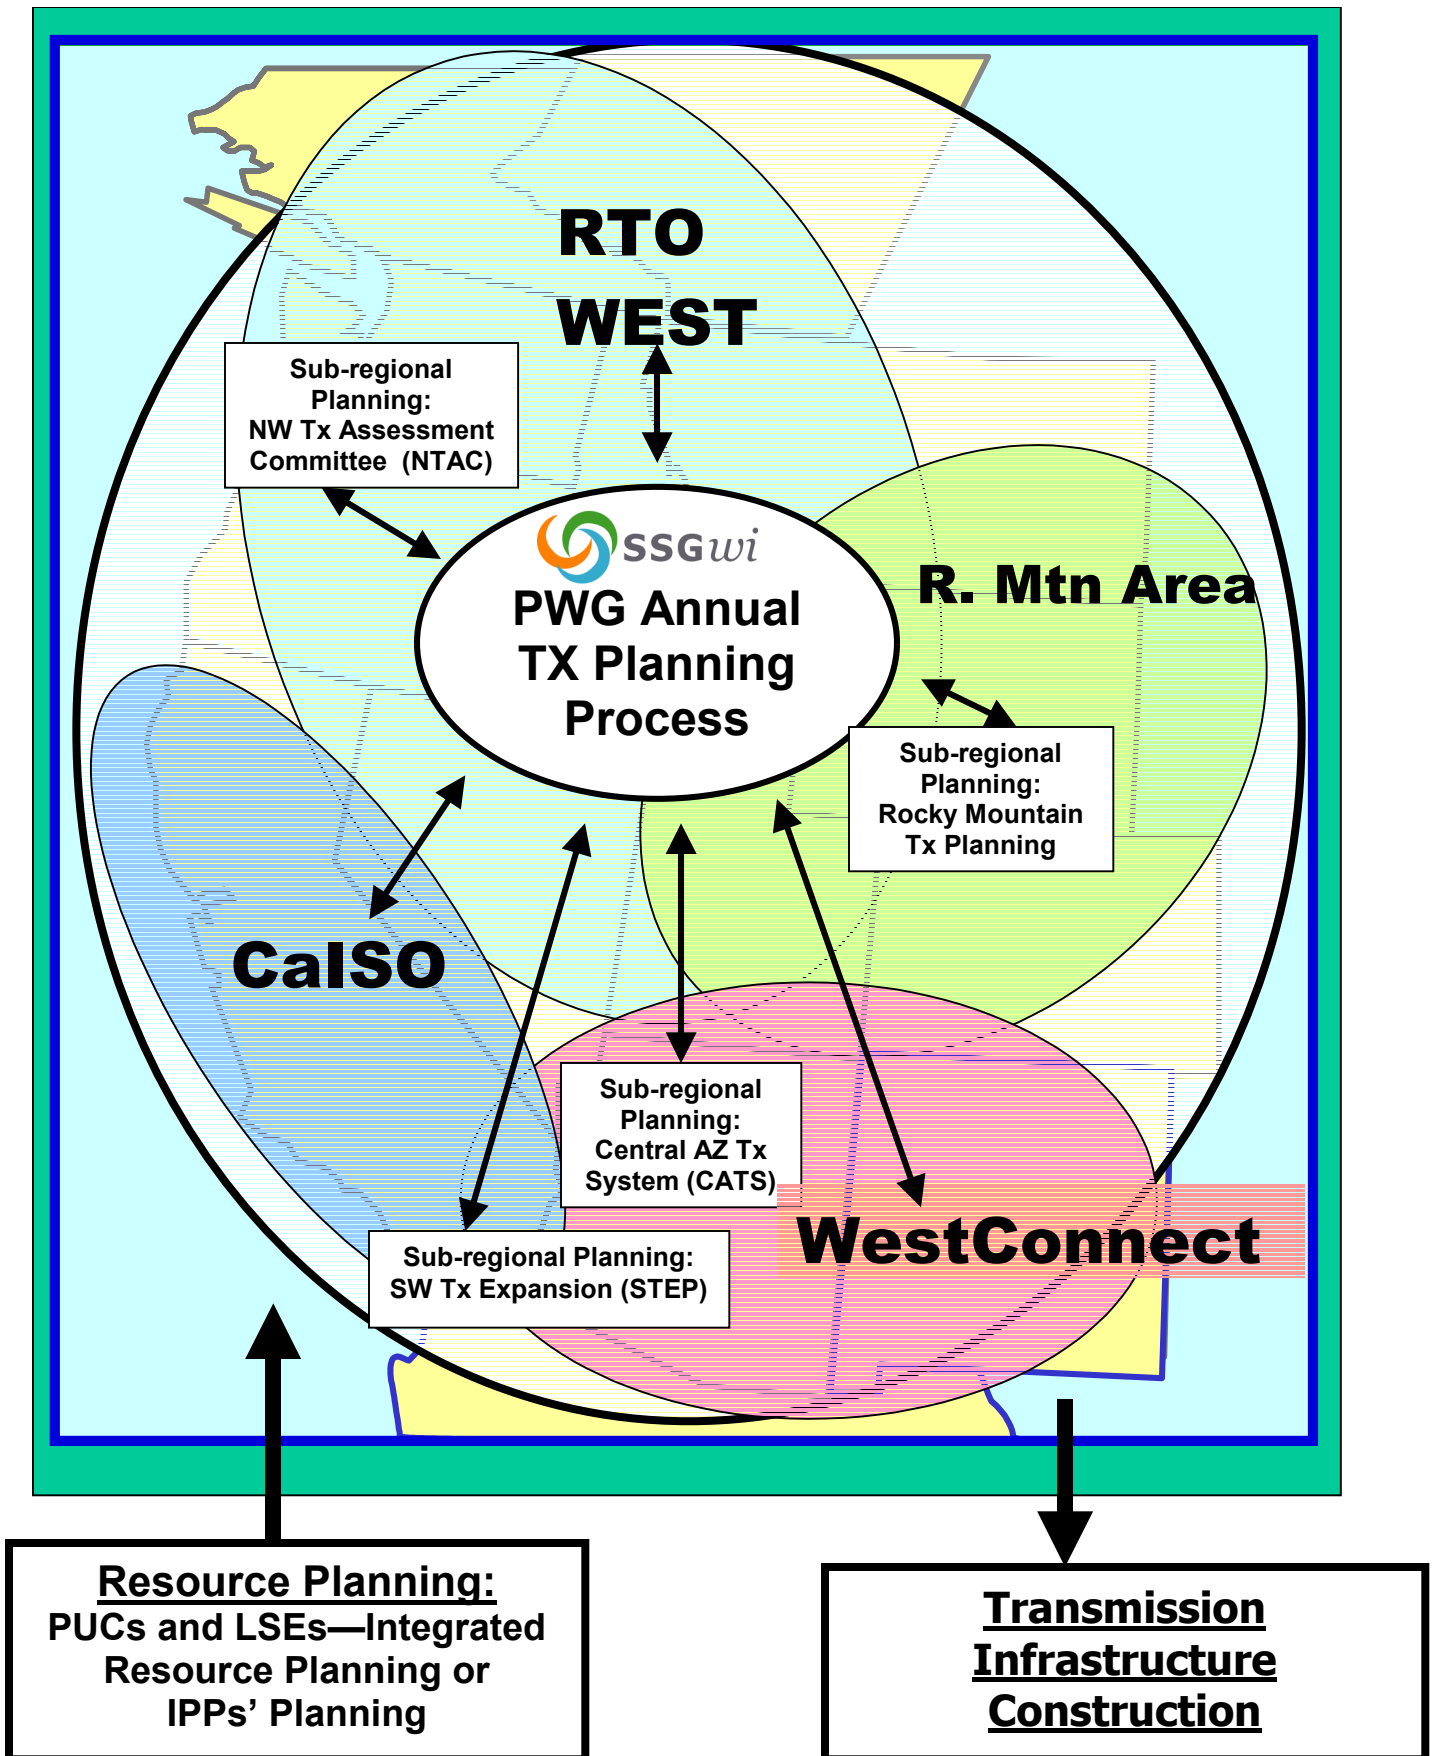 RTO
WEST
Sub-regional
Planning:
NW Tx Assessment
Committee (NTAC)
SSGwi
PWG Annual
TX Planning
Process
R. Mtn Area
Sub-regional
Planning:
Rocky Mountain
Tx Planning
CalSO
Sub-regional
Planning:
Central AZ Tx
System (CATS)
WestConnect
Sub-regional Planning:
SW Tx Expansion (STEP)
Resource Planning:
PUCs and LSEs—Integrated
Resource Planning or
IPPs’ Planning
Transmission
Infrastructure
Construction